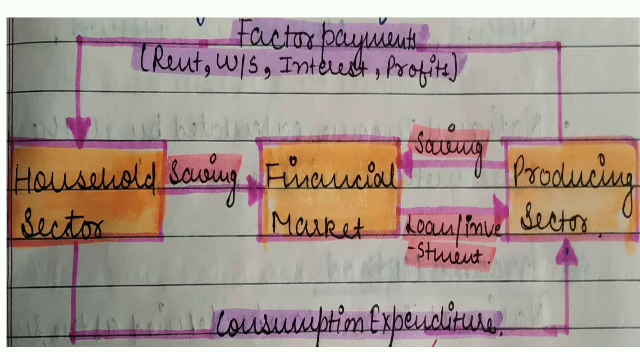 Factor payments
(Rent, W/S, Interest, Profits)
Household
Sector
Saving
Financial
Market
Saving
Loan/inve
-stment.
Producing
Sector.
Consumption Expenditure.